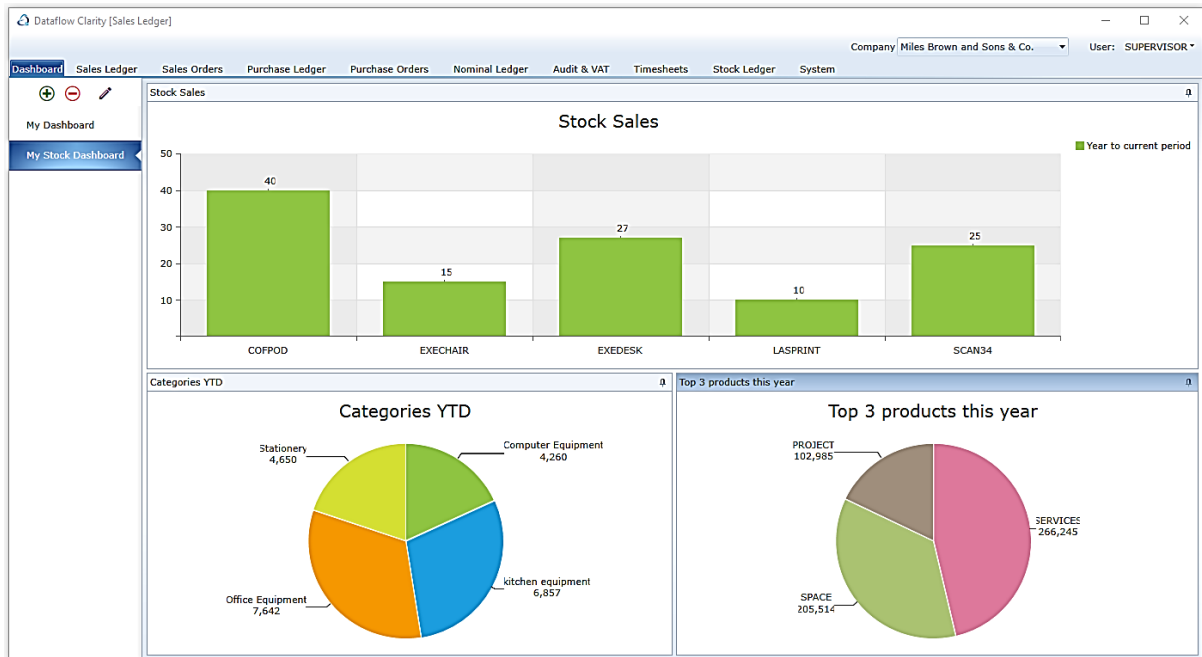 Dataflow Clarity [Sales Ledger]
Company Miles Brown and Sons & Co. User: SUPERVISOR
Dashboard Sales Ledger Sales Orders Purchase Ledger Purchase Orders Nominal Ledger Audit & VAT Timesheets Stock Ledger System
My Dashboard
My Stock Dashboard
Stock Sales
Stock Sales
Year to current period
50
40
30
20
10
40
15
27
10
25
COFPOD EXECHAIR EXEDESK LASPRINT SCAN34
Categories YTD
Categories YTD
Stationery
4,650
Computer Equipment
4,260
kitchen equipment
6,857
Office Equipment
7,642
Top 3 products this year
Top 3 products this year
PROJECT
102,985
SERVICES
266,245
SPACE
205,514